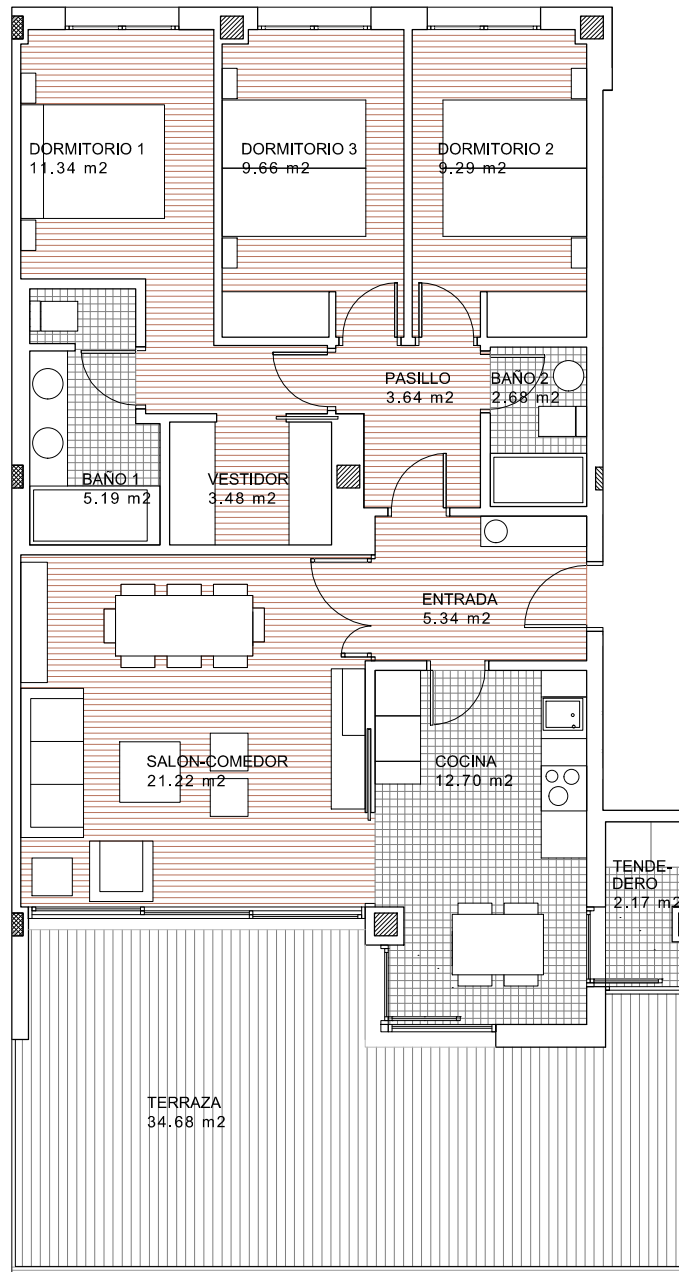 DORMITORIO 1
11.34 m2
DORMITORIO 3
9.66 m2
DORMITORIO 2
9.29 m2
PASILLO
3.64 m2
BAÑO 2
2.68 m2
BAÑO 1
5.19 m2
VESTIDOR
3.48 m2
ENTRADA
5.34 m2
SALON-COMEDOR
21.22 m2
COCINA
12.70 m2
TENDE-
DERO
2.17 m2
TERRAZA
34.68 m2